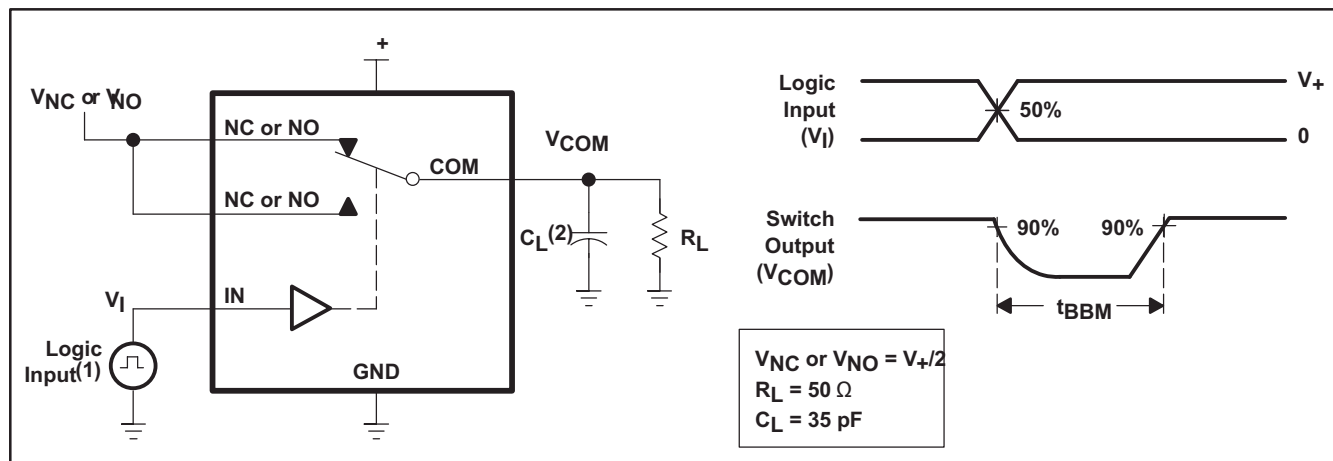 +
VNC or VNO
NC or NO
VCOM
COM
NC or NO
CL(2)
RL
VI
IN
Logic
Input(1)
GND
Logic
Input
(VI)
V+
50%
0
Switch
Output
(VCOM)
90%
90%
tBBM
VNC or VNO = V+/2
RL = 50 Ω
CL = 35 pF